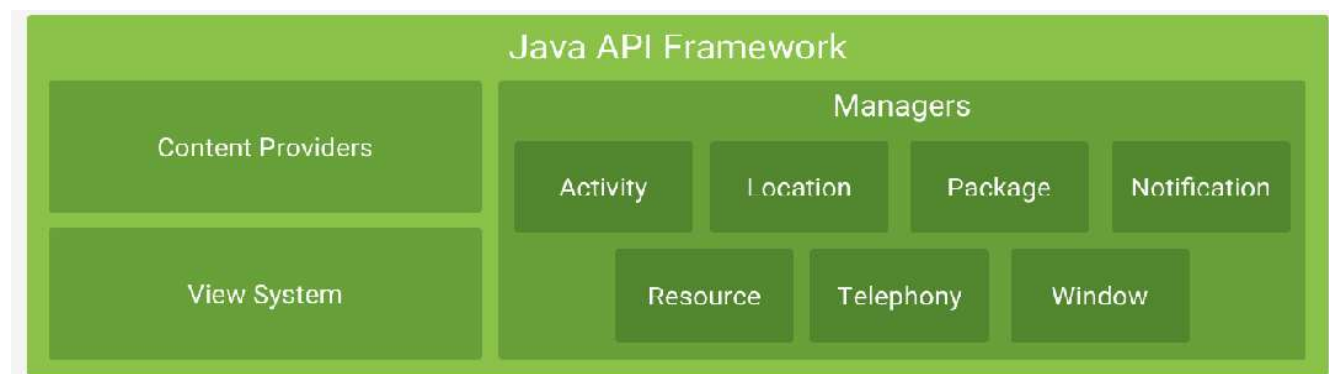 Java API Framework
Content Providers
View System
Managers
Activity
Location
Package
Notification
Resource
Telephony
Window